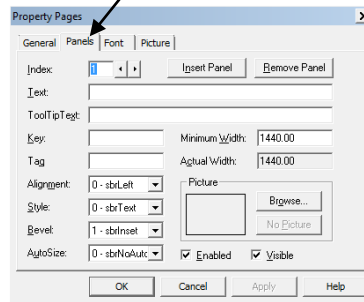 Property Pages
General Panels Font Picture
Index: 1 Insert Panel Remove Panel
Text:
ToolTipText:
Key: Minimum Width: 1440.00
Tag Actual Width: 1440.00
Alignment: 0 - sbrLeft Picture
Style: 0 - sbrText Browse...
Bevel: 1 - sbrInset No Picture
AutoSize: 0 - sbrNoAutc Enabled Visible
OK Cancel Apply Help